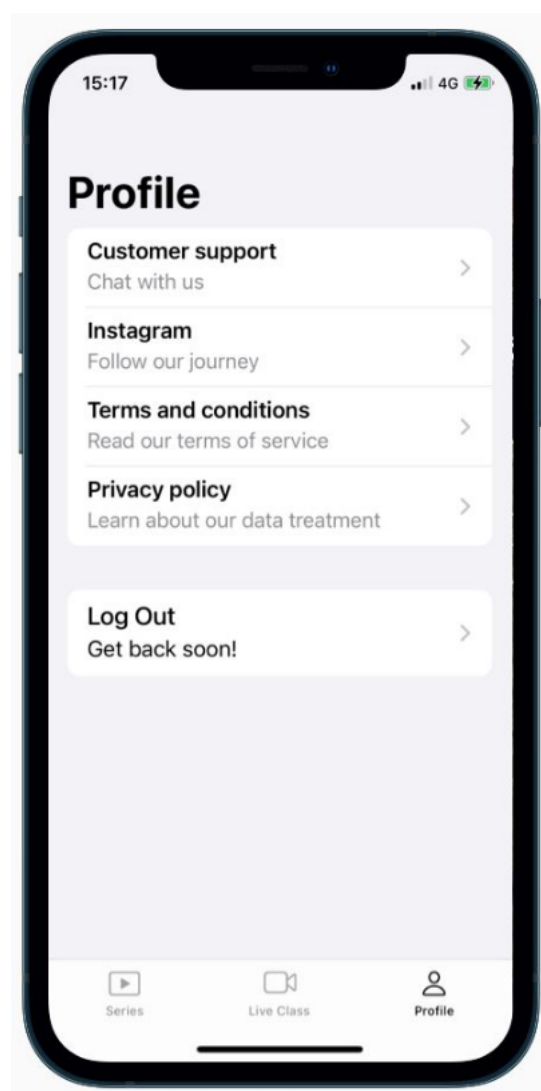 15:17
4G
Profile
Customer support
Chat with us
Instagram
Follow our journey
Terms and conditions
Read our terms of service
Privacy policy
Learn about our data treatment
Log Out
Get back soon!
Series
Live Class
Profile